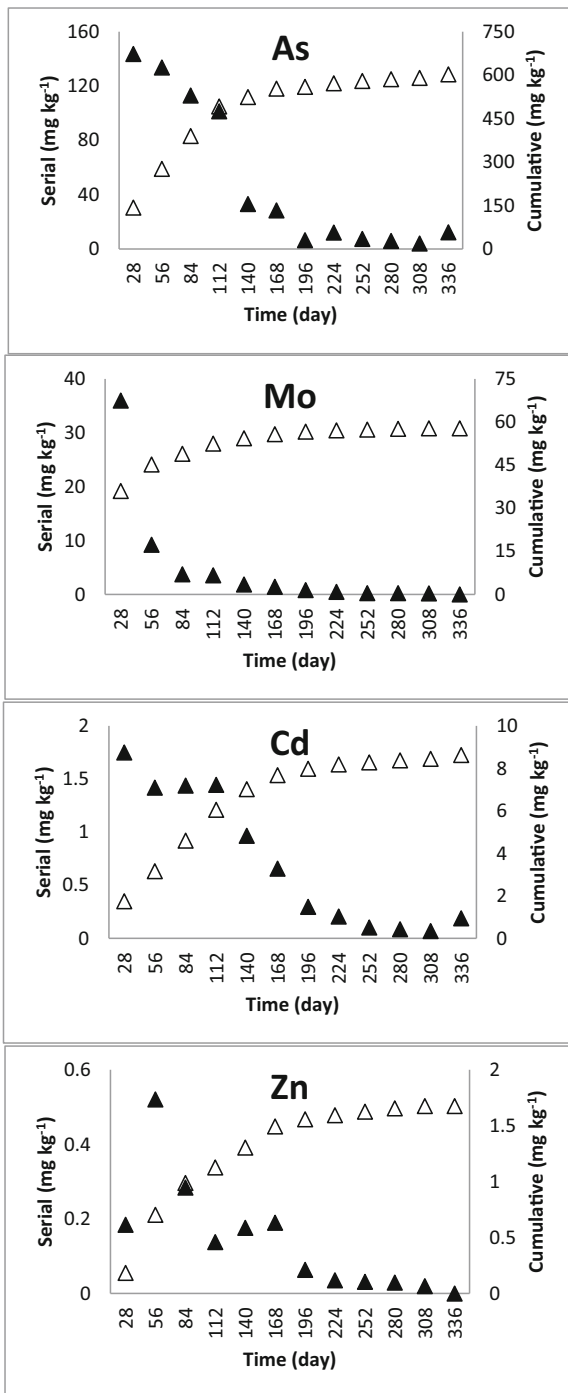 As
Serial (mg kg⁻¹)
160
120
80
40
0
750
600
450
300
150
0
Cumulative (mg kg⁻¹)
28 56 84 112 140 168 196 224 252 280 308 336
Time (day)
Mo
Serial (mg kg⁻¹)
40
30
20
10
0
75
60
45
30
15
0
Cumulative (mg kg⁻¹)
28 56 84 112 140 168 196 224 252 280 308 336
Time (day)
Cd
Serial (mg kg⁻¹)
2
1.5
1
0.5
0
10
8
6
4
2
0
Cumulative (mg kg⁻¹)
28 56 84 112 140 168 196 224 252 280 308 336
Time (day)
Zn
Serial (mg kg⁻¹)
0.6
0.4
0.2
0
2
1.5
1
0.5
0
Cumulative (mg kg⁻¹)
28 56 84 112 140 168 196 224 252 280 308 336
Time (day)